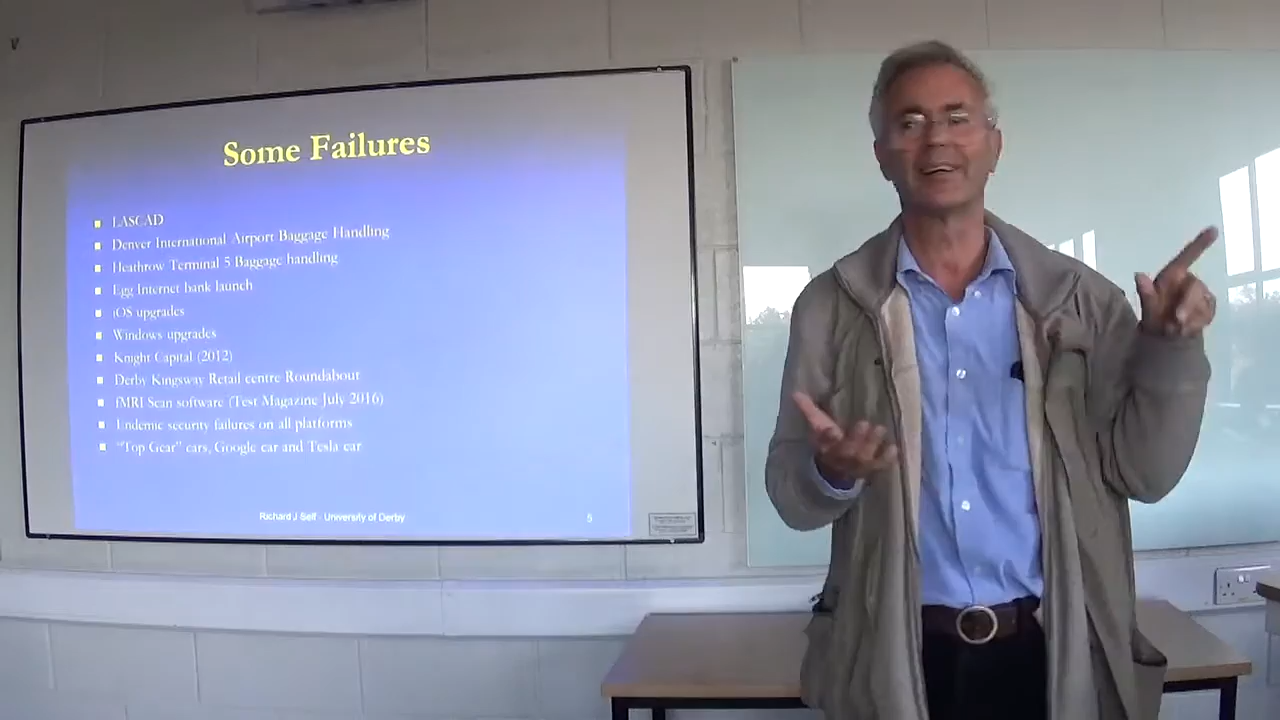 Some Failures
LASCAD
Denver International Airport Baggage Handling
Heathrow Terminal 5 Baggage handling
Egg Internet bank launch
iOS upgrades
Windows upgrades
Knight Capital (2012)
Derby Kingsway Retail centre Roundabout
fMRI Scan software (Test Magazine July 2016)
Endemic security failures on all platforms
"Top Gear" cars, Google car and Tesla car
Richard J Self - University of Derby
5